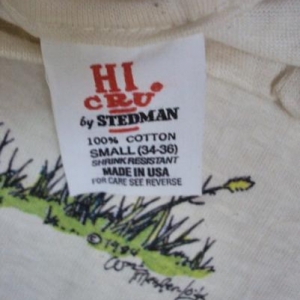 HI.
CRU.
by STEDMAN
100% COTTON
SMALL (34-36)
SHRINK RESISTANT
MADE IN USA
FOR CARE SEE REVERSE